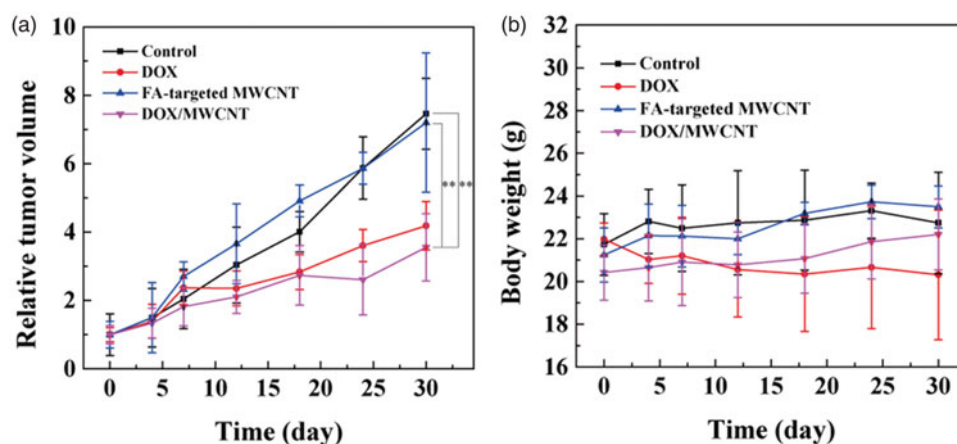 (a)
Relative tumor volume
10
8
6
4
2
0
Control
DOX
FA-targeted MWCNT
DOX/MWCNT
** **
0 5 10 15 20 25 30
Time (day)
(b)
Body weight (g)
32
30
28
26
24
22
20
18
16
Control
DOX
FA-targeted MWCNT
DOX/MWCNT
0 5 10 15 20 25 30
Time (day)